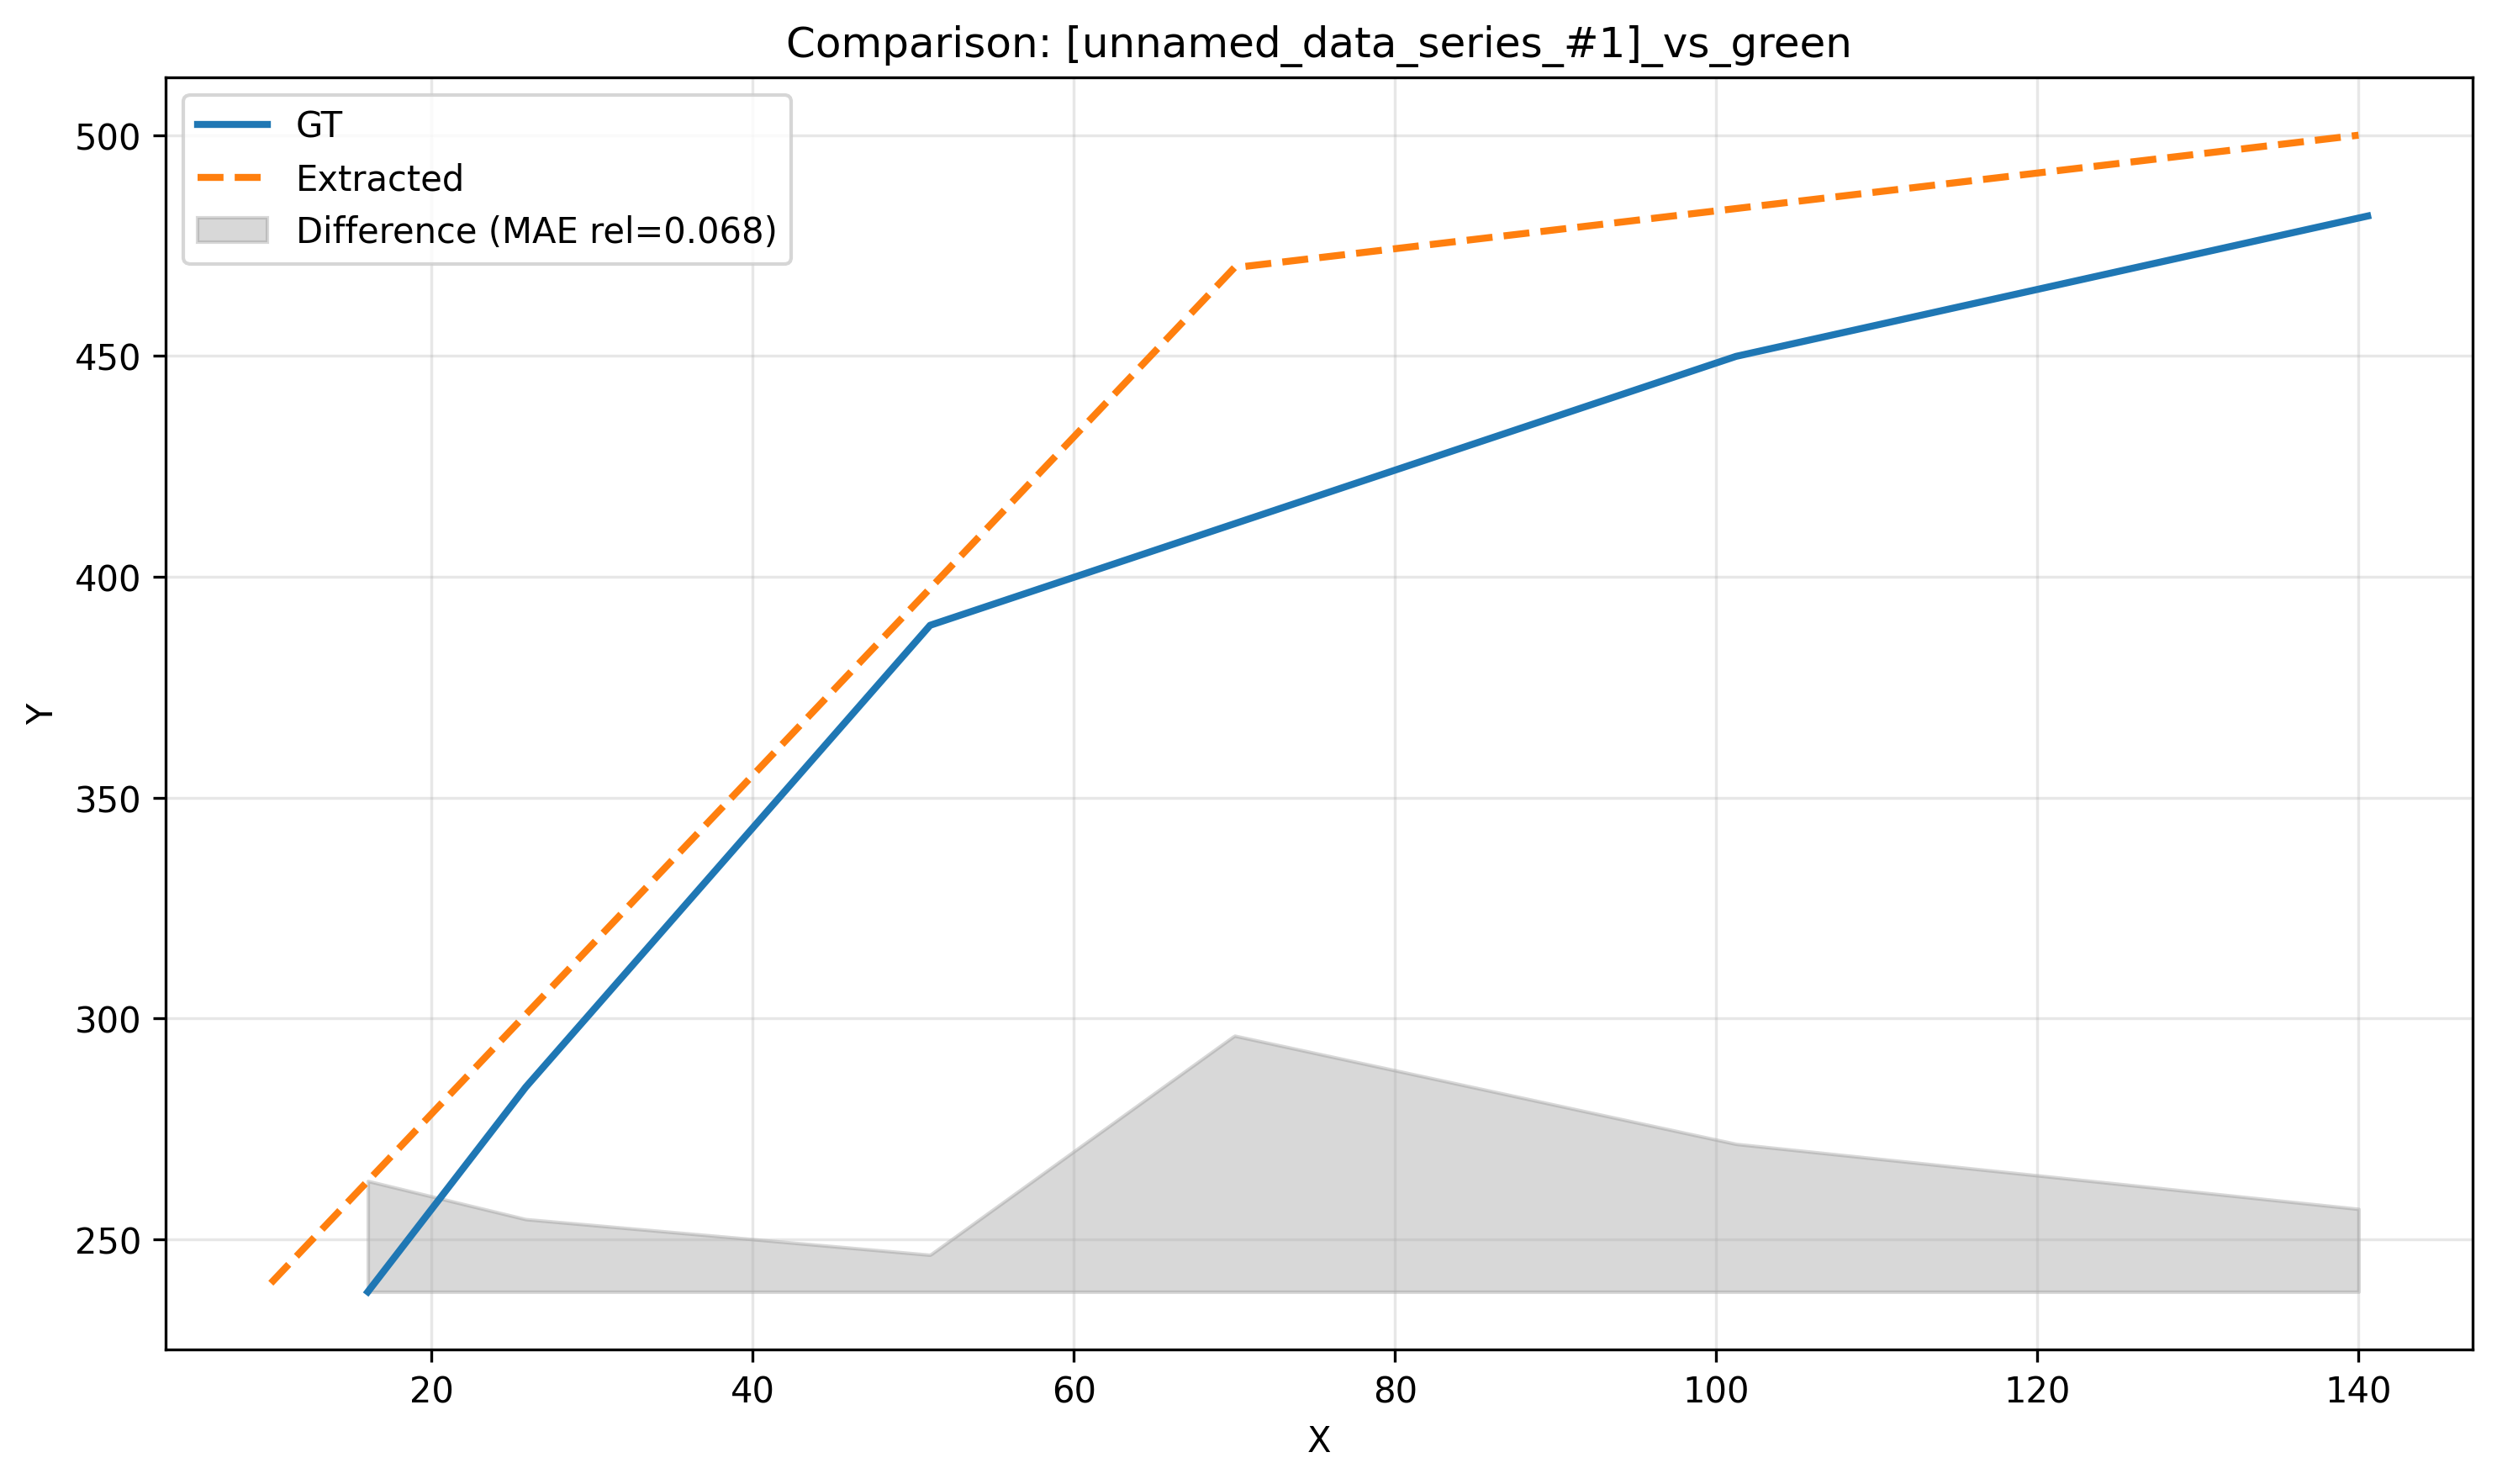 Comparison: [unnamed_data_series_#1]_vs_green
GT
Extracted
Difference (MAE rel=0.068)
500
450
400
350
300
250
Y
20 40 60 80 100 120 140
X